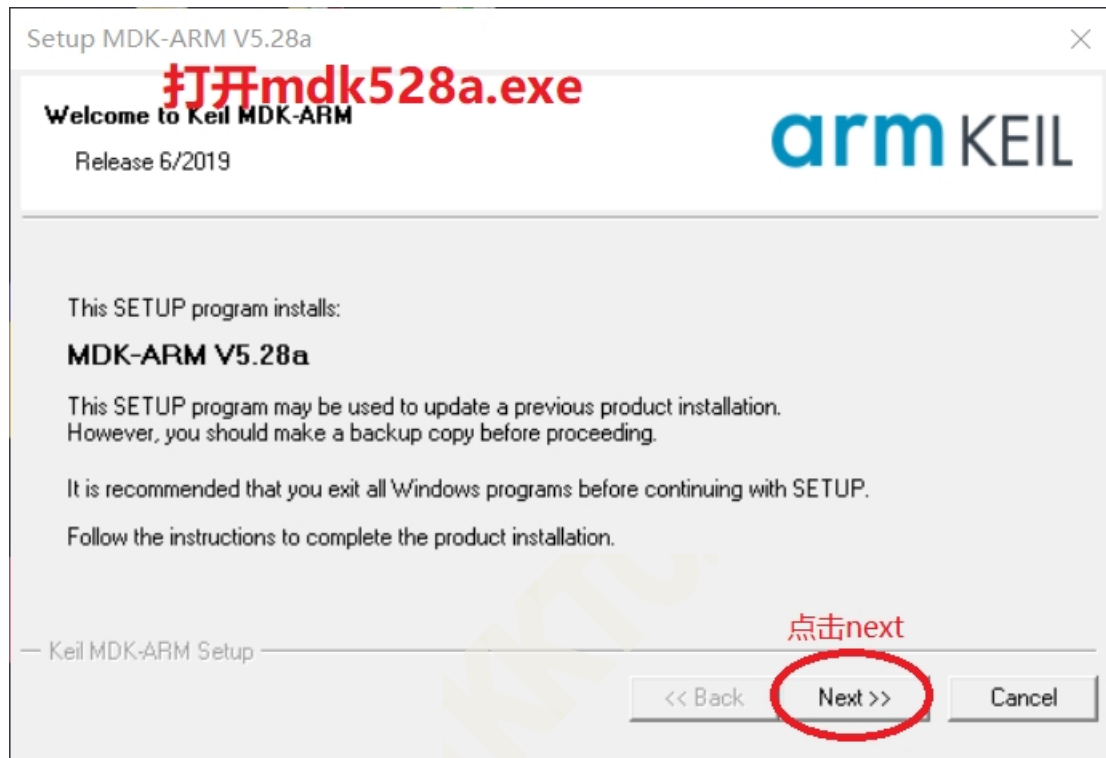 Setup MDK-ARM V5.28a
打开mdk528a.exe
Welcome to Keil MDK-ARM
Release 6/2019
arm KEIL
This SETUP program installs:
MDK-ARM V5.28a
This SETUP program may be used to update a previous product installation.
However, you should make a backup copy before proceeding.
It is recommended that you exit all Windows programs before continuing with SETUP.
Follow the instructions to complete the product installation.
点击next
Keil MDK-ARM Setup
<< Back
Next >>
Cancel